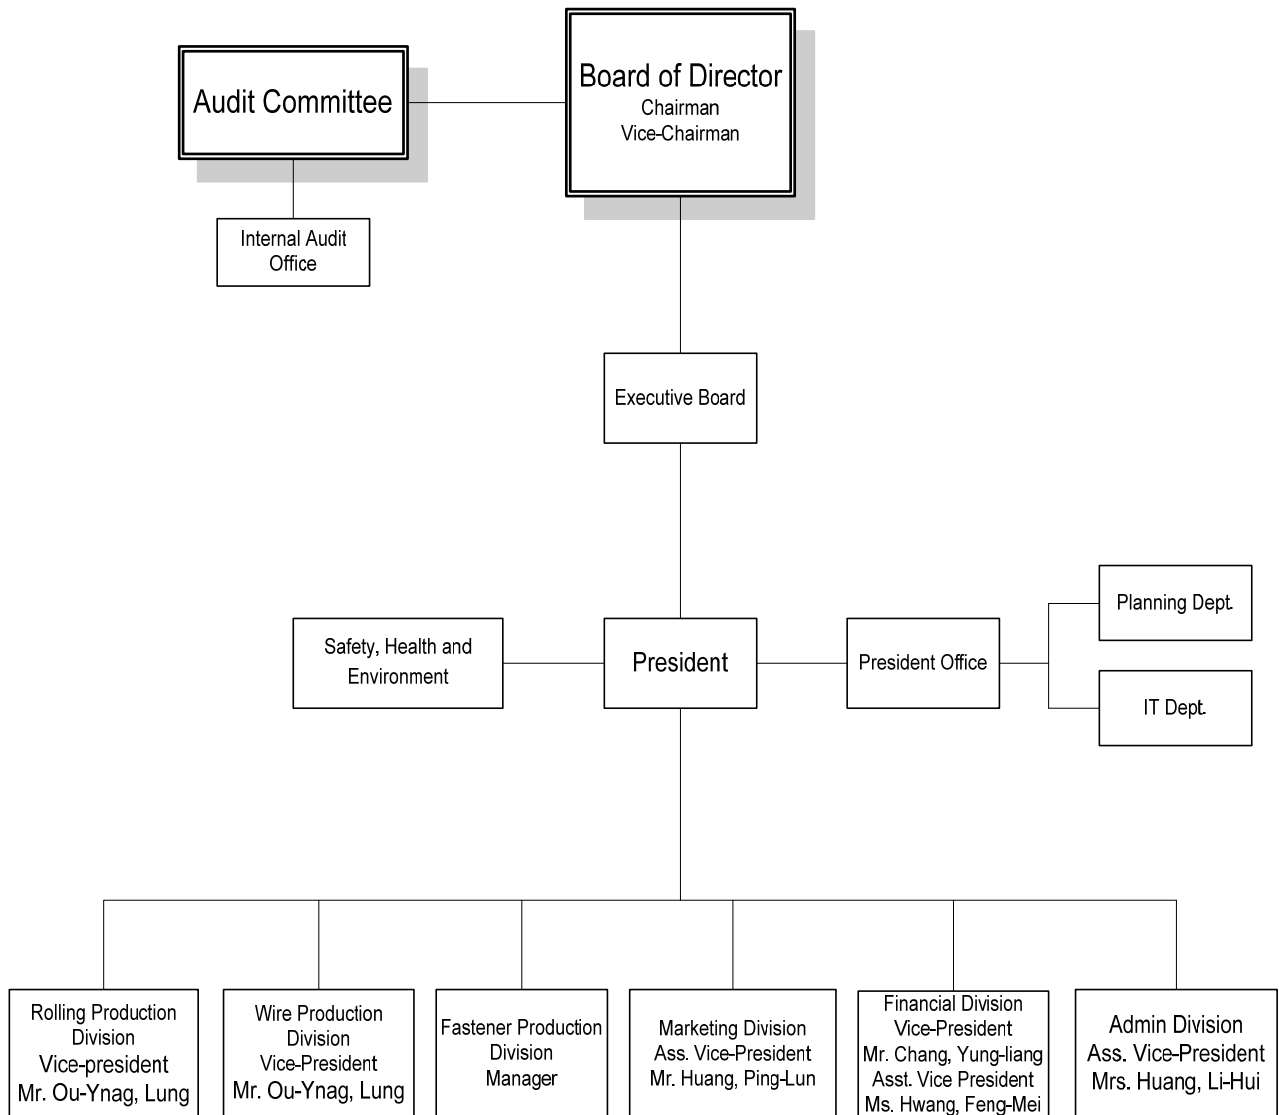 Audit Committee
Board of Director
Chairman
Vice-Chairman
Internal Audit
Office
Executive Board
Safety, Health and
Environment
President
President Office
Planning Dept.
IT Dept.
Rolling Production
Division
Vice-president
Mr. Ou-Ynag, Lung
Wire Production
Division
Vice-President
Mr. Ou-Ynag, Lung
Fastener Production
Division
Manager
Marketing Division
Ass. Vice-President
Mr. Huang, Ping-Lun
Financial Division
Vice-President
Mr. Chang, Yung-liang
Asst. Vice President
Ms. Hwang, Feng-Mei
Admin Division
Ass. Vice-President
Mrs. Huang, Li-Hui